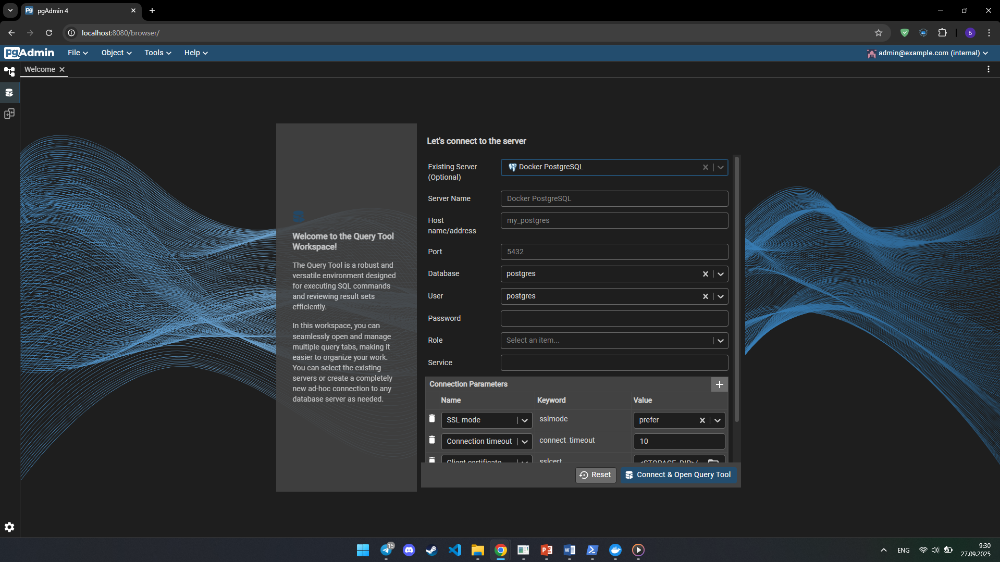 pgAdmin 4
localhost:8080/browser/
Б
pgAdmin
File
Object
Tools
Help
admin@example.com (internal)
Welcome
Welcome to the Query Tool
Workspace!
The Query Tool is a robust and
versatile environment designed
for executing SQL commands
and reviewing result sets
efficiently.
In this workspace, you can
seamlessly open and manage
multiple query tabs, making it
easier to organize your work.
You can select the existing
servers or create a completely
new ad-hoc connection to any
database server as needed.
Let's connect to the server
Existing Server
(Optional)
Docker PostgreSQL
Server Name
Docker PostgreSQL
Host
name/address
my_postgres
Port
5432
Database
postgres
User
postgres
Password
Role
Select an item...
Service
Connection Parameters
Name Keyword Value
SSL mode sslmode prefer
Connection timeout connect_timeout 10
Client certificate sslcert <STORAGE_DIR>/
Reset
Connect & Open Query Tool
15
ENG
9:30
27.09.2025